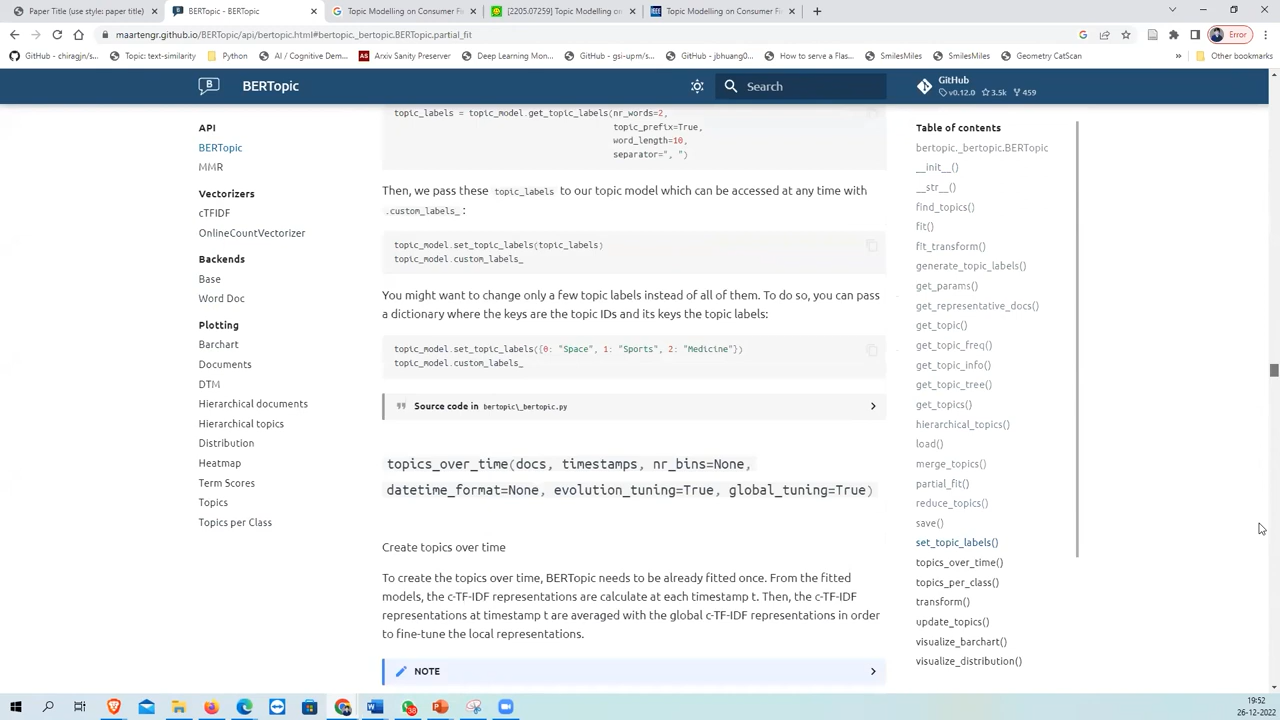 Paper Title (use style: paper title)
BERTopic - BERTopic
Topic Modelling on Consumer Fi
[2205.07259] Topic Modelling on
Topic Modelling on Consumer Fi
maartengr.github.io/BERTopic/api/bertopic.html#bertopic_bertopic.BERTopic.partial_fit
Error
GitHub - chiragjn/s...
Topic: text-similarity
Python
AI / Cognitive Dem...
Arxiv Sanity Preserver
Deep Learning Mon...
GitHub - gsi-upm/s...
GitHub - jbhuang0...
How to serve a Flas...
SmilesMiles
SmilesMiles
Geometry CatScan
»
Other bookmarks
BERTopic
Search
GitHub
v0.12.0 3.5k 459
API
BERTopic
MMR
Vectorizers
cTFIDF
OnlineCountVectorizer
Backends
Base
Word Doc
Plotting
Barchart
Documents
DTM
Hierarchical documents
Hierarchical topics
Distribution
Heatmap
Term Scores
Topics
Topics per Class
topic_labels = topic_model.get_topic_labels(nr_words=2,
topic_prefix=True,
word_length=10,
separator=", ")
Then, we pass these topic_labels to our topic model which can be accessed at any time with
.custom_labels_ :
topic_model.set_topic_labels(topic_labels)
topic_model.custom_labels_
You might want to change only a few topic labels instead of all of them. To do so, you can pass
a dictionary where the keys are the topic IDs and its keys the topic labels:
topic_model.set_topic_labels({0: "Space", 1: "Sports", 2: "Medicine"})
topic_model.custom_labels_
Source code in bertopic\_bertopic.py
topics_over_time(docs, timestamps, nr_bins=None,
datetime_format=None, evolution_tuning=True, global_tuning=True)
Create topics over time
To create the topics over time, BERTopic needs to be already fitted once. From the fitted
models, the c-TF-IDF representations are calculate at each timestamp t. Then, the c-TF-IDF
representations at timestamp t are averaged with the global c-TF-IDF representations in order
to fine-tune the local representations.
NOTE
Table of contents
bertopic._bertopic.BERTopic
__init__()
__str__()
find_topics()
fit()
fit_transform()
generate_topic_labels()
get_params()
get_representative_docs()
get_topic()
get_topic_freq()
get_topic_info()
get_topic_tree()
get_topics()
hierarchical_topics()
load()
merge_topics()
partial_fit()
reduce_topics()
save()
set_topic_labels()
topics_over_time()
topics_per_class()
transform()
update_topics()
visualize_barchart()
visualize_distribution()
38
19:52
26-12-2022